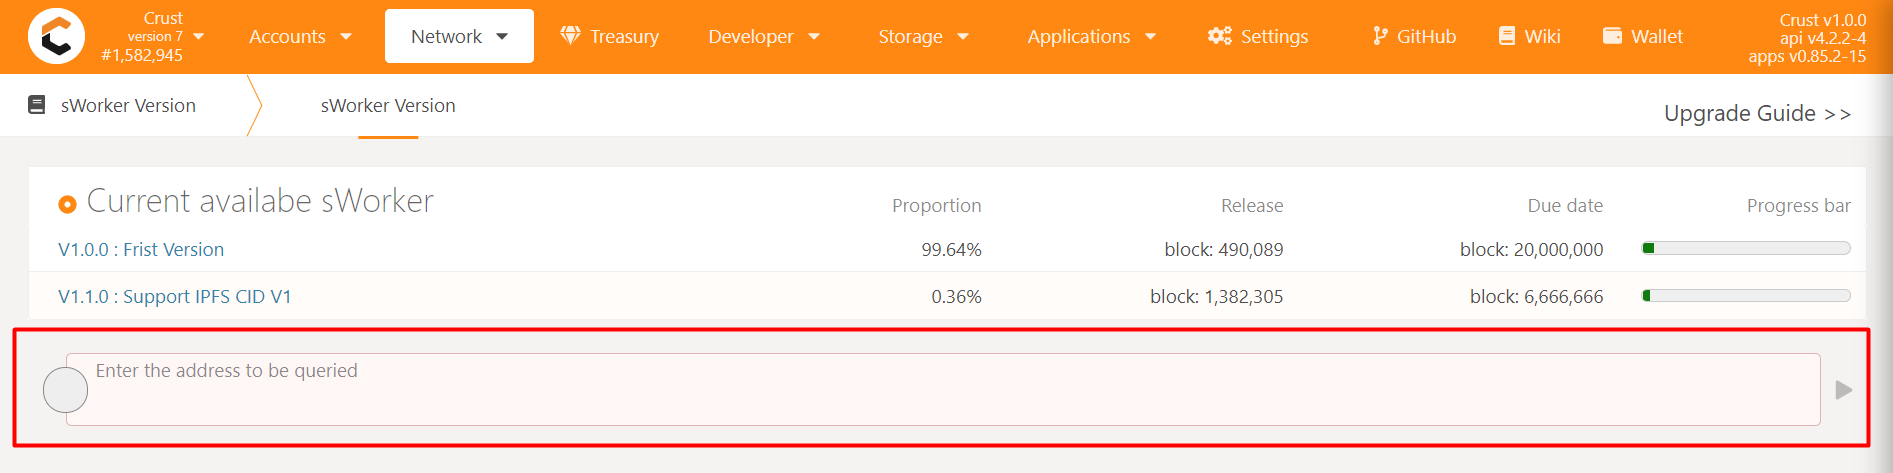 Crust
version 7
#1,582,945
Accounts
Network
Treasury
Developer
Storage
Applications
Settings
GitHub
Wiki
Wallet
Crust v1.0.0
api v4.2.2-4
apps v0.85.2-15
sWorker Version
sWorker Version
Upgrade Guide >>
Current availabe sWorker Proportion Release Due date Progress bar
V1.0.0 : Frist Version 99.64% block: 490,089 block: 20,000,000
V1.1.0 : Support IPFS CID V1 0.36% block: 1,382,305 block: 6,666,666
Enter the address to be queried